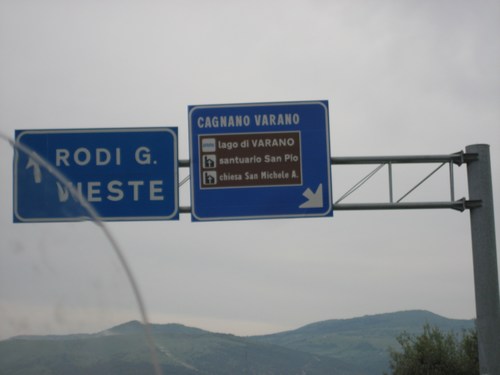 RODI G.
VIESTE
CAGNANO VARANO
lago di VARANO
santuario San Pio
chiesa San Michele A.